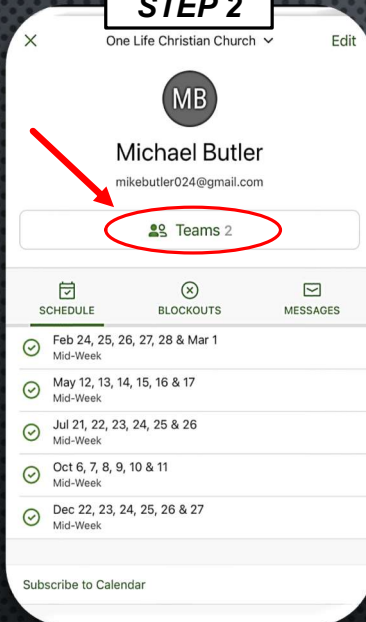 STEP 2
One Life Christian Church
Edit
MB
Michael Butler
mikebutler024@gmail.com
Teams 2
SCHEDULE
BLOCKOUTS
MESSAGES
Feb 24, 25, 26, 27, 28 & Mar 1
Mid-Week
May 12, 13, 14, 15, 16 & 17
Mid-Week
Jul 21, 22, 23, 24, 25 & 26
Mid-Week
Oct 6, 7, 8, 9, 10 & 11
Mid-Week
Dec 22, 23, 24, 25, 26 & 27
Mid-Week
Subscribe to Calendar